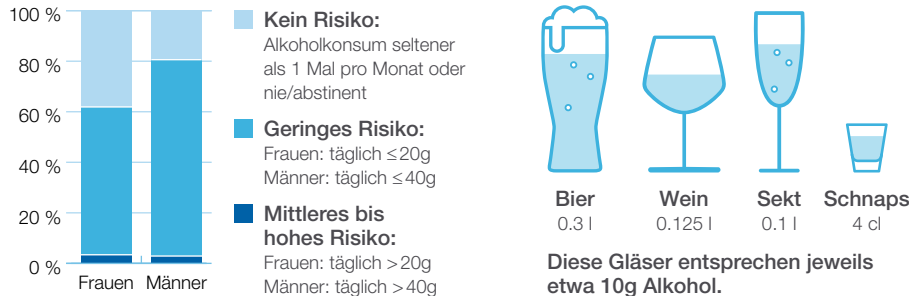 100 %
80 %
60 %
40 %
20 %
0 %
Frauen Männer
Kein Risiko:
Alkoholkonsum seltener
als 1 Mal pro Monat oder
nie/abstinent
Geringes Risiko:
Frauen: täglich ≤20g
Männer: täglich ≤40g
Mittleres bis
hohes Risiko:
Frauen: täglich >20g
Männer: täglich >40g
Bier Wein Sekt Schnaps
0.3 l 0.125 l 0.1 l 4 cl
Diese Gläser entsprechen jeweils
etwa 10g Alkohol.